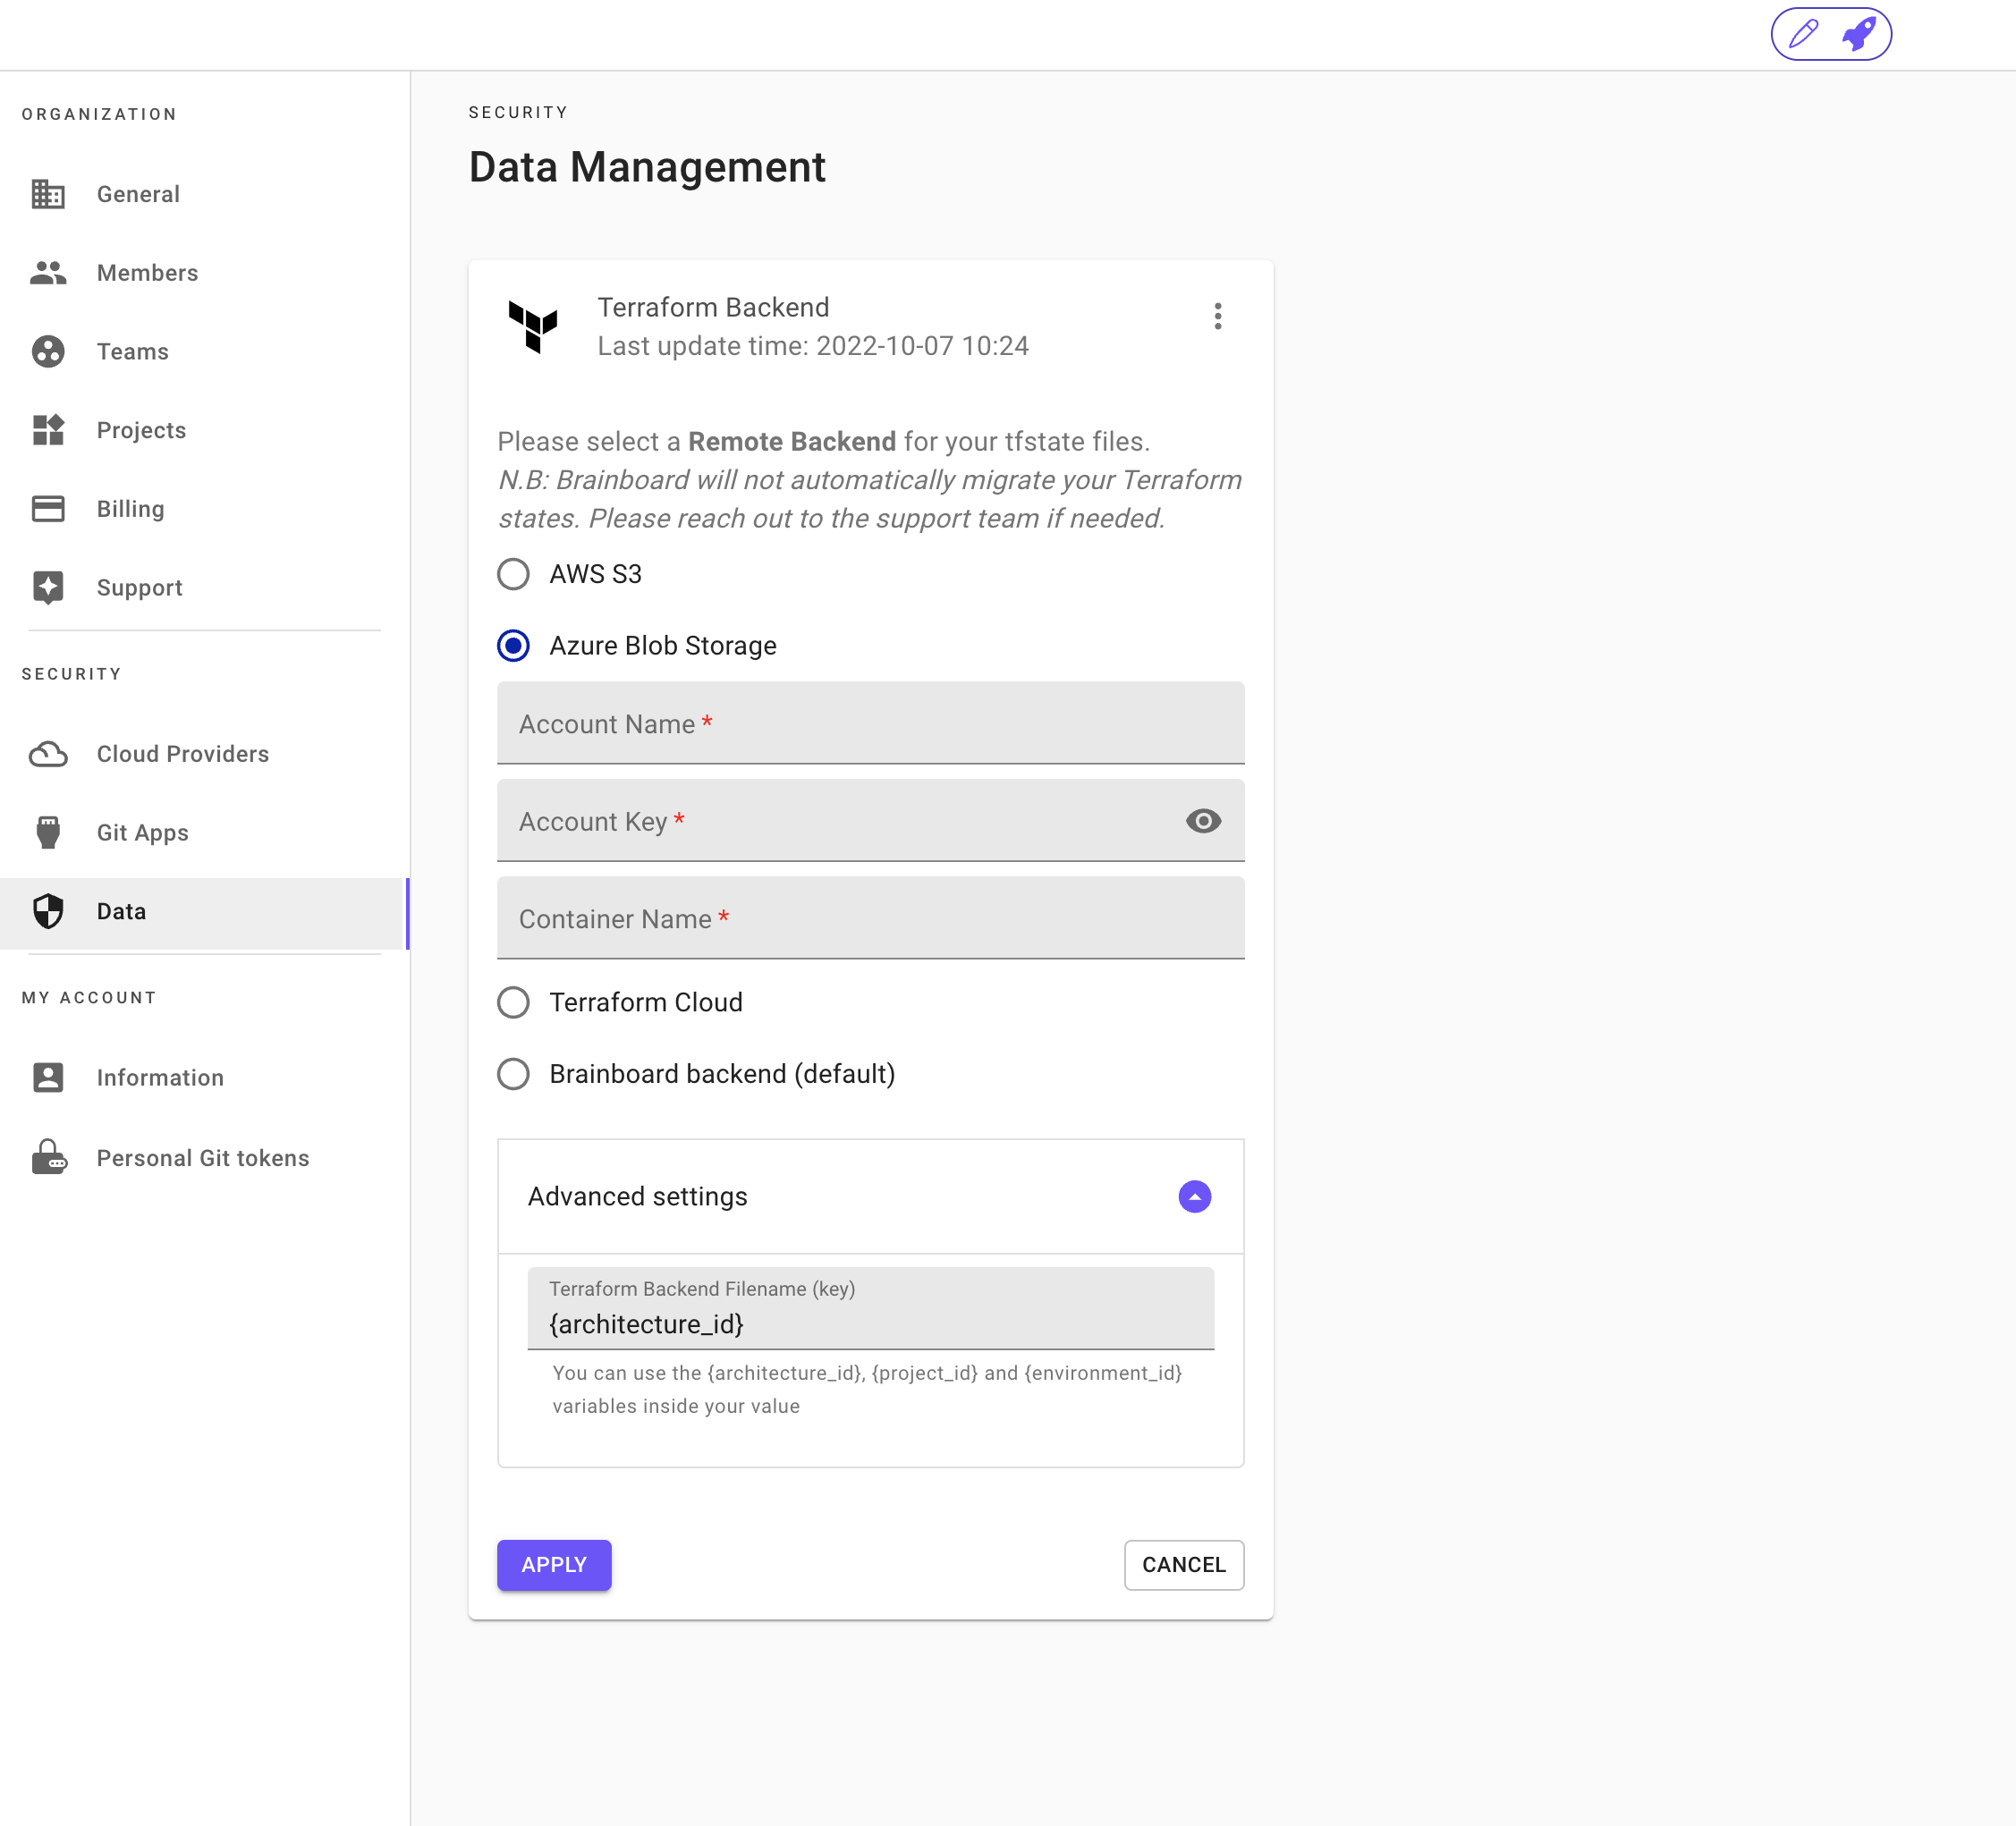 ORGANIZATION
General
Members
Teams
Projects
Billing
Support
SECURITY
Cloud Providers
Git Apps
Data
MY ACCOUNT
Information
Personal Git tokens
SECURITY
Data Management
Terraform Backend
Last update time: 2022-10-07 10:24
Please select a Remote Backend for your tfstate files.
N.B: Brainboard will not automatically migrate your Terraform
states. Please reach out to the support team if needed.
AWS S3
Azure Blob Storage
Account Name *
Account Key *
Container Name *
Terraform Cloud
Brainboard backend (default)
Advanced settings
Terraform Backend Filename (key)
{architecture_id}
You can use the {architecture_id}, {project_id} and {environment_id}
variables inside your value
APPLY
CANCEL